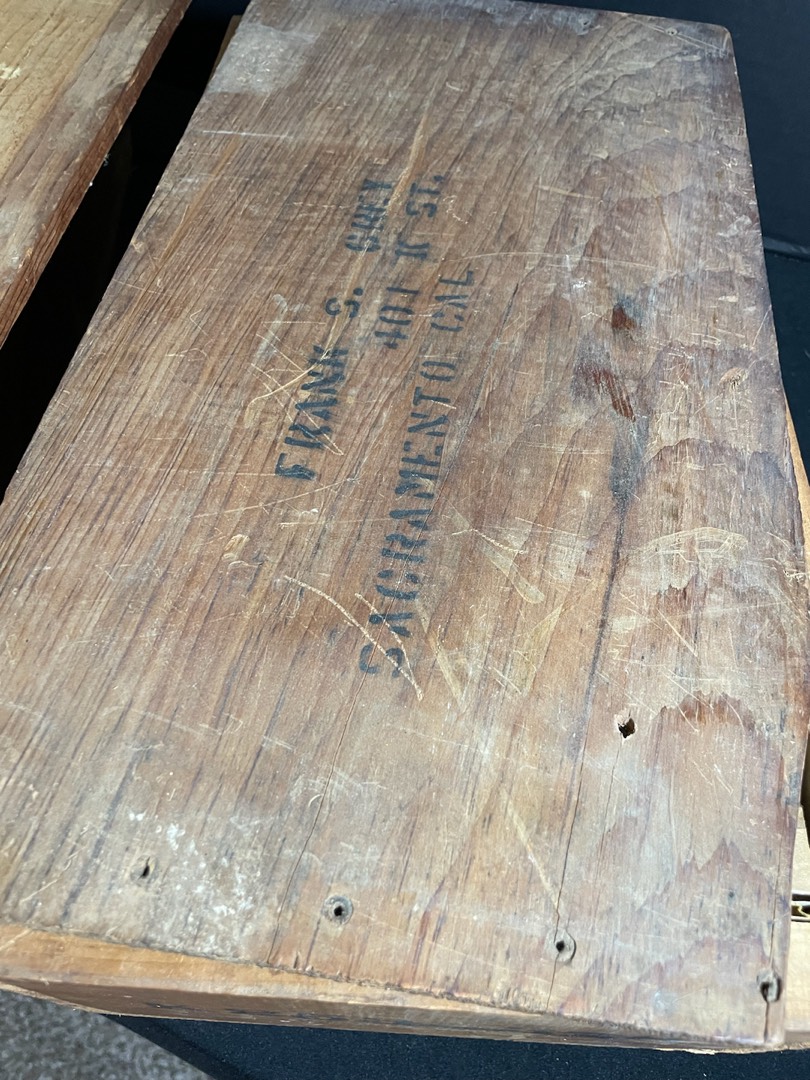 FRANK S. GREY
401 K ST.
SACRAMENTO CAL